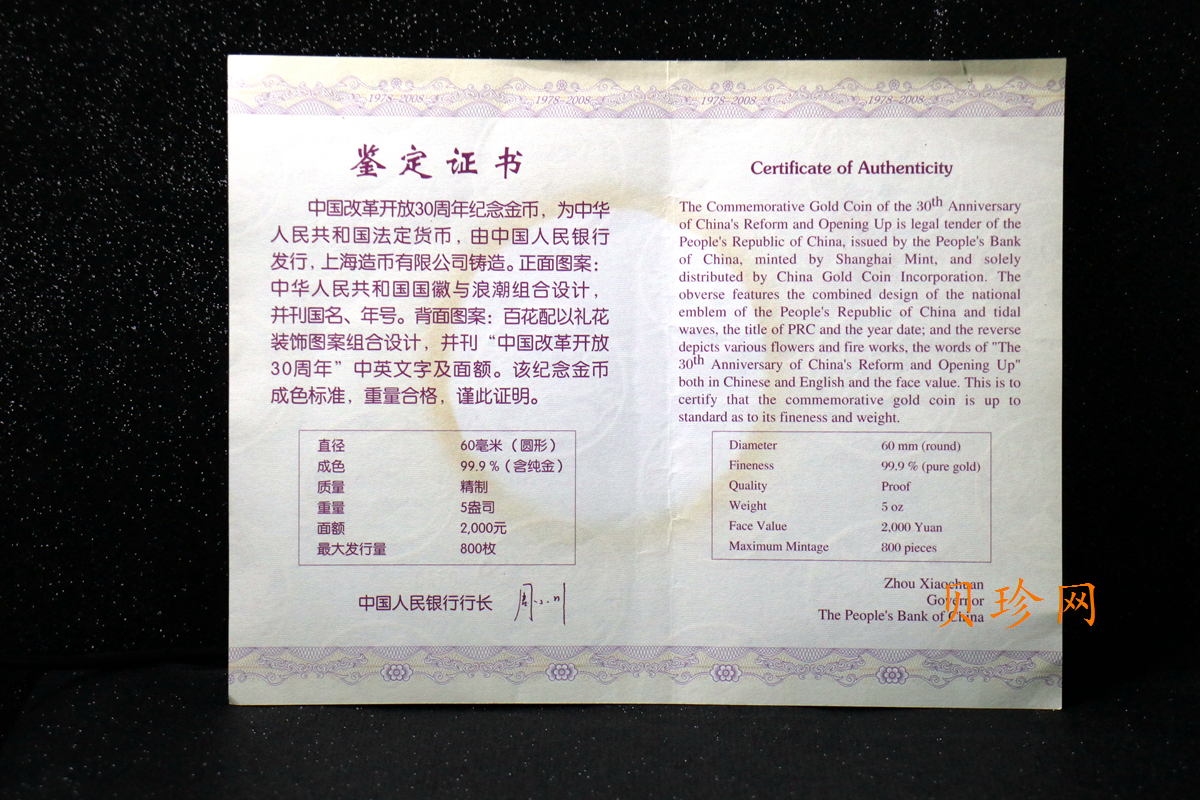 1978-2008 1978-2008 1978-2008 1978-2008
鉴定证书
中国改革开放30周年纪念金币，为中华
人民共和国法定货币，由中国人民银行
发行，上海造币有限公司铸造。正面图案：
中华人民共和国国徽与浪潮组合设计，
并刊国名、年号。背面图案：百花配以礼花
装饰图案组合设计，并刊“中国改革开放
30周年”中英文字及面额。该纪念金币
成色标准，重量合格，谨此证明。
直径 60毫米（圆形）
成色 99.9％（含纯金）
质量 精制
重量 5盎司
面额 2,000元
最大发行量 800枚
中国人民银行行长 周小川
Certificate of Authenticity
The Commemorative Gold Coin of the 30th Anniversary
of China's Reform and Opening Up is legal tender of the
People's Republic of China, issued by the People's Bank
of China, minted by Shanghai Mint, and solely
distributed by China Gold Coin Incorporation. The
obverse features the combined design of the national
emblem of the People's Republic of China and tidal
waves, the title of PRC and the year date; and the reverse
depicts various flowers and fire works, the words of "The
30th Anniversary of China's Reform and Opening Up"
both in Chinese and English and the face value. This is to
certify that the commemorative gold coin is up to
standard as to its fineness and weight.
Diameter 60 mm (round)
Fineness 99.9 % (pure gold)
Quality Proof
Weight 5 oz
Face Value 2,000 Yuan
Maximum Mintage 800 pieces
Zhou Xiaochuan
Governor
The People's Bank of China
贝珍网